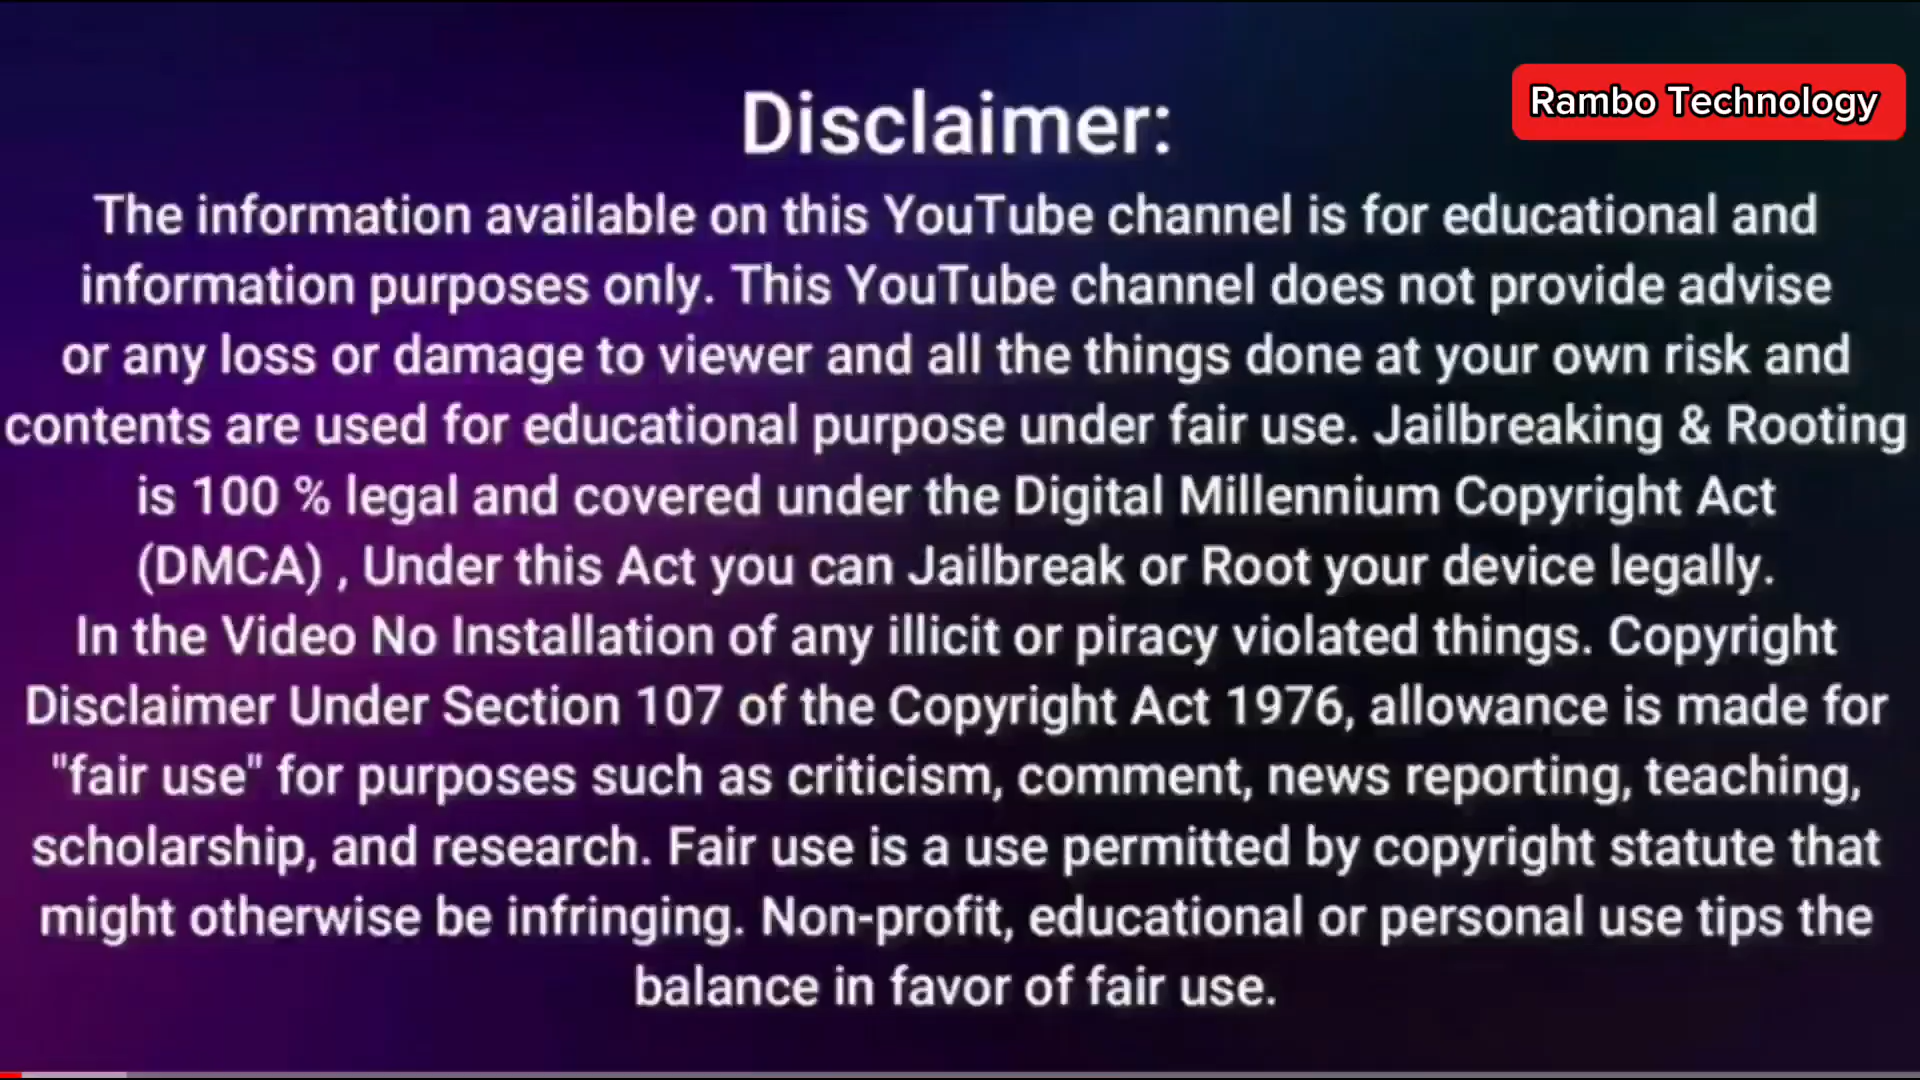 Disclaimer:
Rambo Technology
The information available on this YouTube channel is for educational and
information purposes only. This YouTube channel does not provide advise
or any loss or damage to viewer and all the things done at your own risk and
contents are used for educational purpose under fair use. Jailbreaking & Rooting
is 100 % legal and covered under the Digital Millennium Copyright Act
(DMCA) , Under this Act you can Jailbreak or Root your device legally.
In the Video No Installation of any illicit or piracy violated things. Copyright
Disclaimer Under Section 107 of the Copyright Act 1976, allowance is made for
"fair use" for purposes such as criticism, comment, news reporting, teaching,
scholarship, and research. Fair use is a use permitted by copyright statute that
might otherwise be infringing. Non-profit, educational or personal use tips the
balance in favor of fair use.